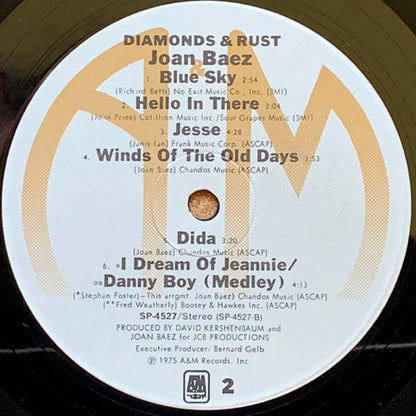 DIAMONDS & RUST
Joan Baez
1. Blue Sky 2:54
(Richard Betts) No Exit Music Co., Inc. (BMI)
2. Hello In There 3:04
(John Prine) Cotillion Music Inc./Sour Grapes Music (BMI)
3. Jesse 4:28
(Janis Ian) Frank Music Corp. (ASCAP)
4. Winds Of The Old Days 3:53
(Joan Baez) Chandos Music (ASCAP)
5. Dida 3:20
(Joan Baez) Chandos Music (ASCAP)
6. *I Dream Of Jeannie/
**Danny Boy (Medley) 4:13
(*Stephan Foster)—This arrgmt. Joan Baez) Chandos Music (ASCAP)
(**Fred Weatherly) Boosey & Hawkes Inc. (ASCAP)
SP-4527/Stereo (SP-4527-B)
PRODUCED BY DAVID KERSHENBAUM and
JOAN BAEZ for JCB PRODUCTIONS
Executive Producer: Bernard Gelb
℗ 1975 A&M Records, Inc.
A&M
2